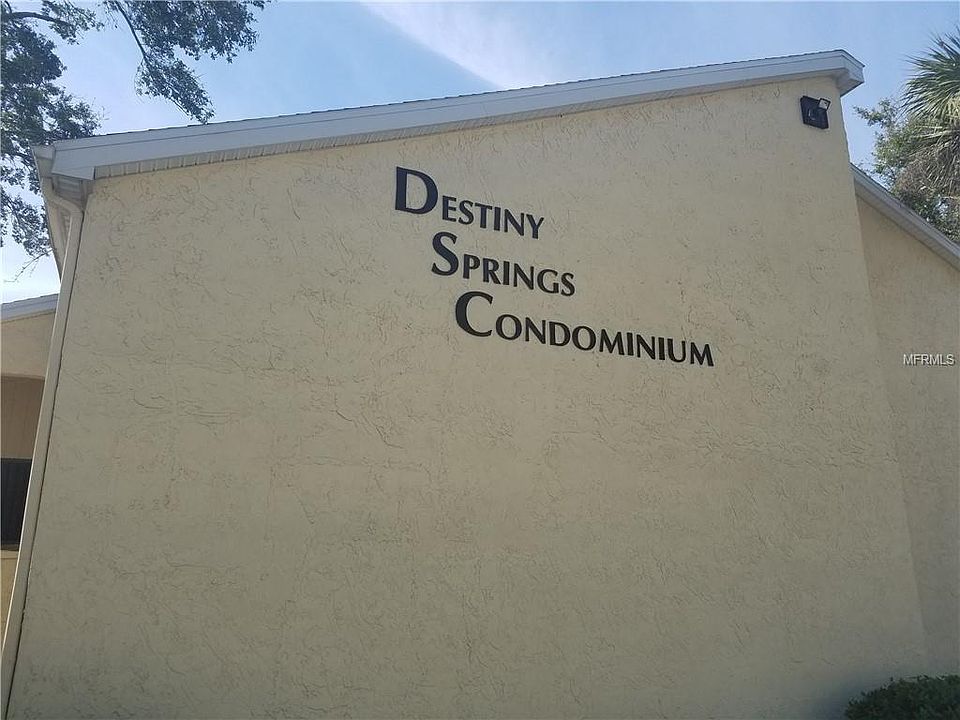 DESTINY
SPRINGS
CONDOMINIUM
MFRMLS